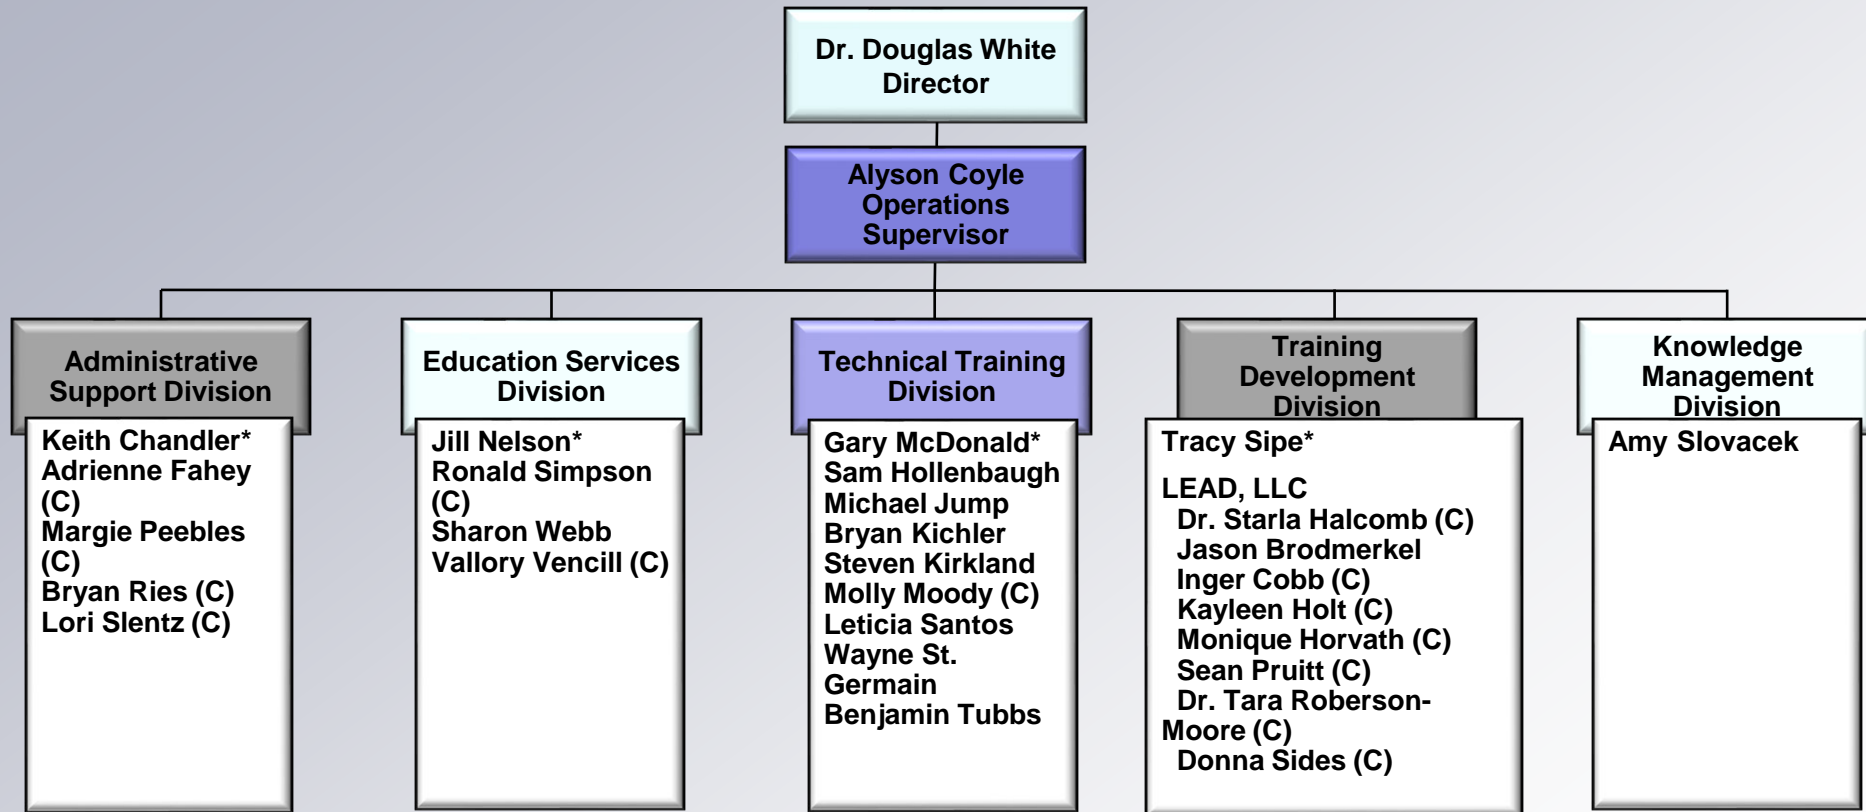 Dr. Douglas White
Director
Alyson Coyle
Operations
Supervisor
Administrative
Support Division
Keith Chandler*
Adrienne Fahey
(C)
Margie Peebles
(C)
Bryan Ries (C)
Lori Slentz (C)
Education Services
Division
Jill Nelson*
Ronald Simpson
(C)
Sharon Webb
Vallory Vencill (C)
Technical Training
Division
Gary McDonald*
Sam Hollenbaugh
Michael Jump
Bryan Kichler
Steven Kirkland
Molly Moody (C)
Leticia Santos
Wayne St.
Germain
Benjamin Tubbs
Training
Development
Division
Tracy Sipe*
LEAD, LLC
Dr. Starla Halcomb (C)
Jason Brodmerkel
Inger Cobb (C)
Kayleen Holt (C)
Monique Horvath (C)
Sean Pruitt (C)
Dr. Tara Roberson-
Moore (C)
Donna Sides (C)
Knowledge
Management
Division
Amy Slovacek